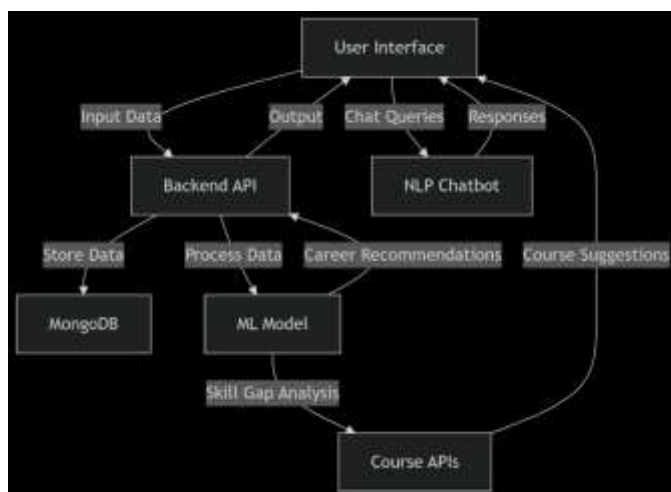 User Interface
Input Data
Output
Chat Queries
Responses
Backend API
NLP Chatbot
Store Data
Process Data
Career Recommendations
Course Suggestions
MongoDB
ML Model
Skill Gap Analysis
Course APIs